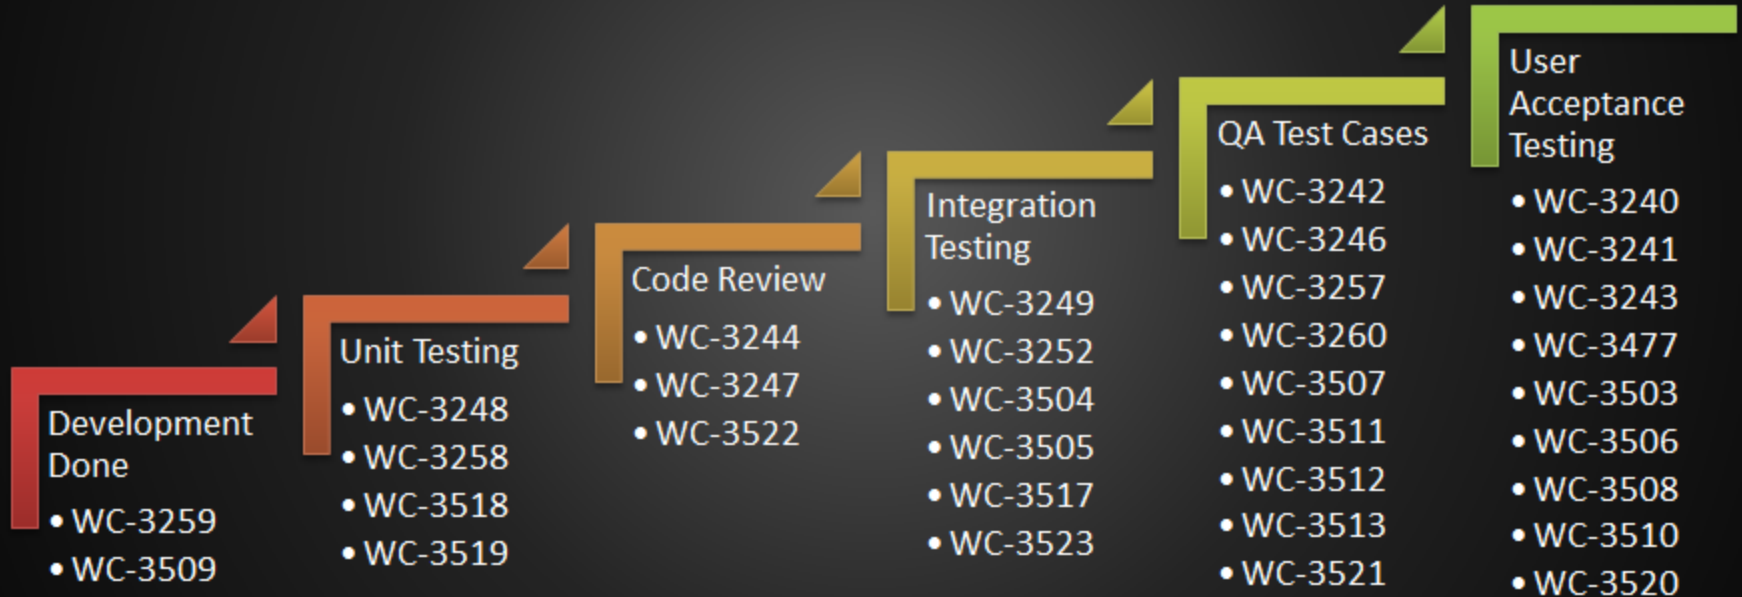 Development
Done
• WC-3259
• WC-3509
Unit Testing
• WC-3248
• WC-3258
• WC-3518
• WC-3519
Code Review
• WC-3244
• WC-3247
• WC-3522
Integration
Testing
• WC-3249
• WC-3252
• WC-3504
• WC-3505
• WC-3517
• WC-3523
QA Test Cases
• WC-3242
• WC-3246
• WC-3257
• WC-3260
• WC-3507
• WC-3511
• WC-3512
• WC-3513
• WC-3521
User
Acceptance
Testing
• WC-3240
• WC-3241
• WC-3243
• WC-3477
• WC-3503
• WC-3506
• WC-3508
• WC-3510
• WC-3520